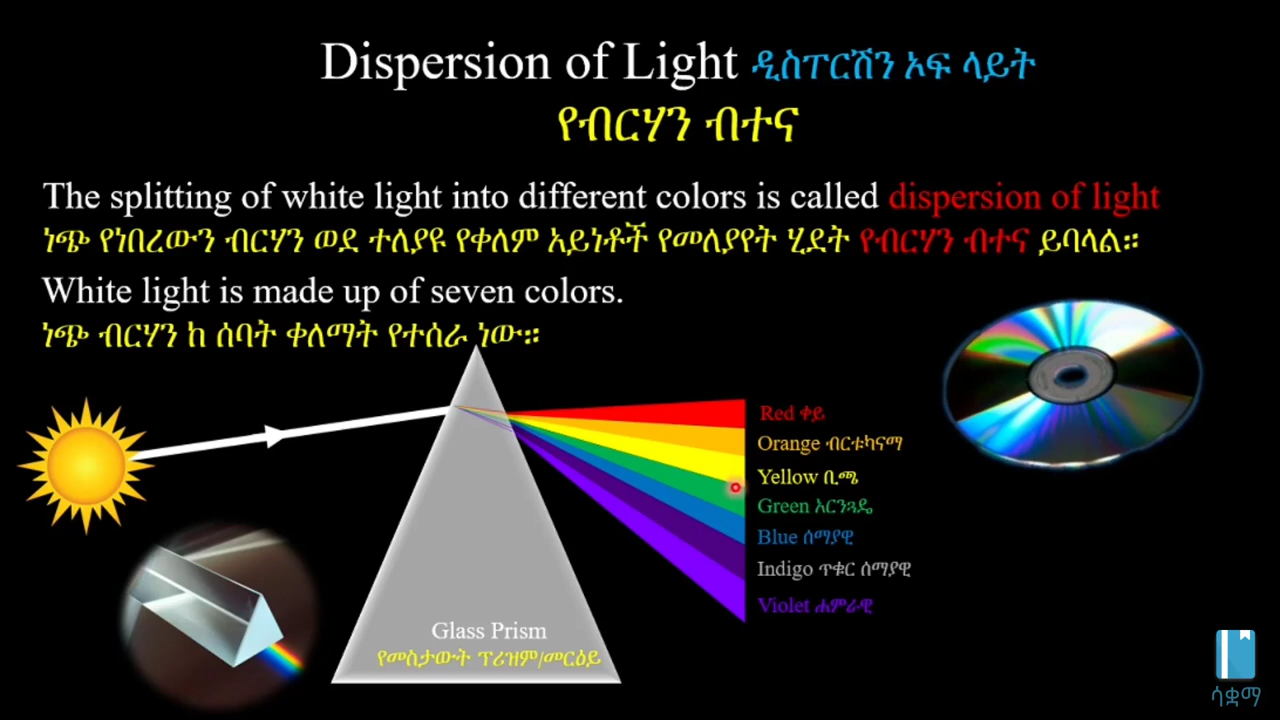 Dispersion of Light ዲስፐርሽን ኦፍ ላይት
የብርሃን ብተና
The splitting of white light into different colors is called dispersion of light
ነጭ የነበረውን ብርሃን ወደ ተለያዩ የቀለም አይነቶች የመለያየት ሂደት የብርሃን ብተና ይባላል።
White light is made up of seven colors.
ነጭ ብርሃን ከ ሰባት ቀለማት የተሰራ ነው።
Red ቀይ
Orange ብርቱካናማ
Yellow ቢጫ
Green አርንጓዴ
Blue ሰማያዊ
Indigo ጥቁር ሰማያዊ
Violet ሐምራዊ
Glass Prism
የመስታውት ፕሪዝም/መርዕይ
ሳቋማ